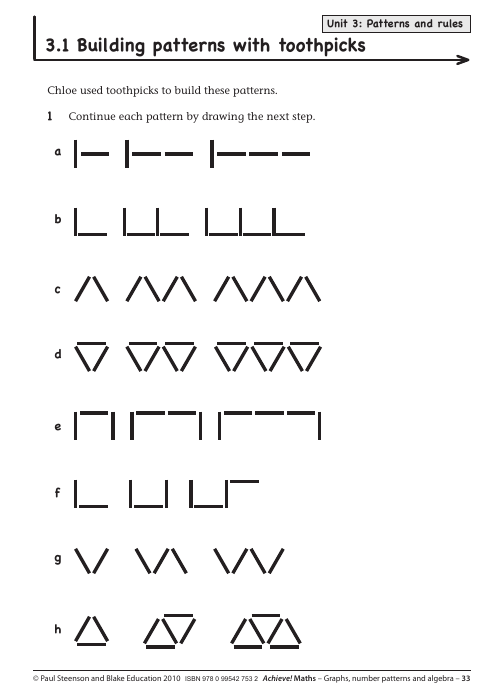 Unit 3: Patterns and rules
3.1 Building patterns with toothpicks
Chloe used toothpicks to build these patterns.
1 Continue each pattern by drawing the next step.
a
b
c
d
e
f
g
h
© Paul Steenson and Blake Education 2010 ISBN 978 0 99542 753 2 Achieve! Maths – Graphs, number patterns and algebra – 33